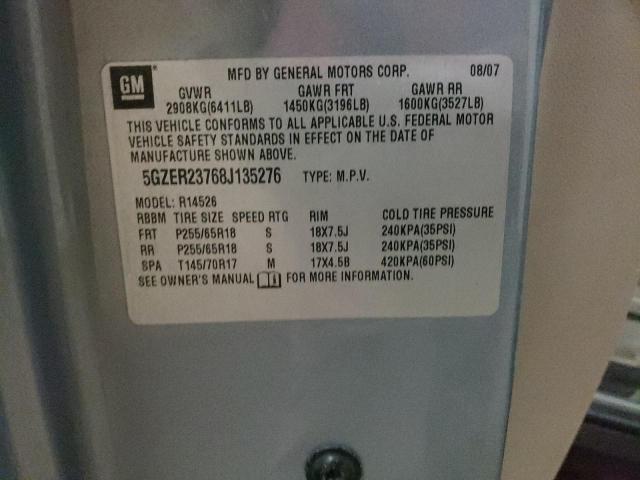 GM MFD BY GENERAL MOTORS CORP. 08/07
GVWR GAWR FRT GAWR RR
2908KG(6411LB) 1450KG(3196LB) 1600KG(3527LB)
THIS VEHICLE CONFORMS TO ALL APPLICABLE U.S. FEDERAL MOTOR
VEHICLE SAFETY STANDARDS IN EFFECT ON THE DATE OF
MANUFACTURE SHOWN ABOVE.
5GZER23768J135276 TYPE: M.P.V.
MODEL: R14526
RBBM TIRE SIZE SPEED RTG RIM COLD TIRE PRESSURE
FRT P255/65R18 S 18X7.5J 240KPA(35PSI)
RR P255/65R18 S 18X7.5J 240KPA(35PSI)
SPA T145/70R17 M 17X4.5B 420KPA(60PSI)
SEE OWNER'S MANUAL FOR MORE INFORMATION.